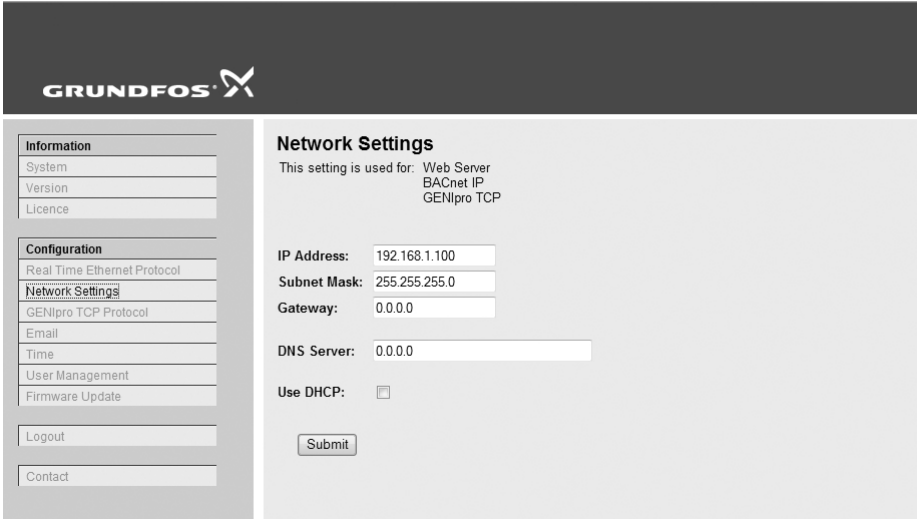 GRUNDFOS
Information
System
Version
Licence
Configuration
Real Time Ethernet Protocol
Network Settings
GENIpro TCP Protocol
Email
Time
User Management
Firmware Update
Logout
Contact
Network Settings
This setting is used for: Web Server
BACnet IP
GENIpro TCP
IP Address: 192.168.1.100
Subnet Mask: 255.255.255.0
Gateway: 0.0.0.0
DNS Server: 0.0.0.0
Use DHCP:
Submit